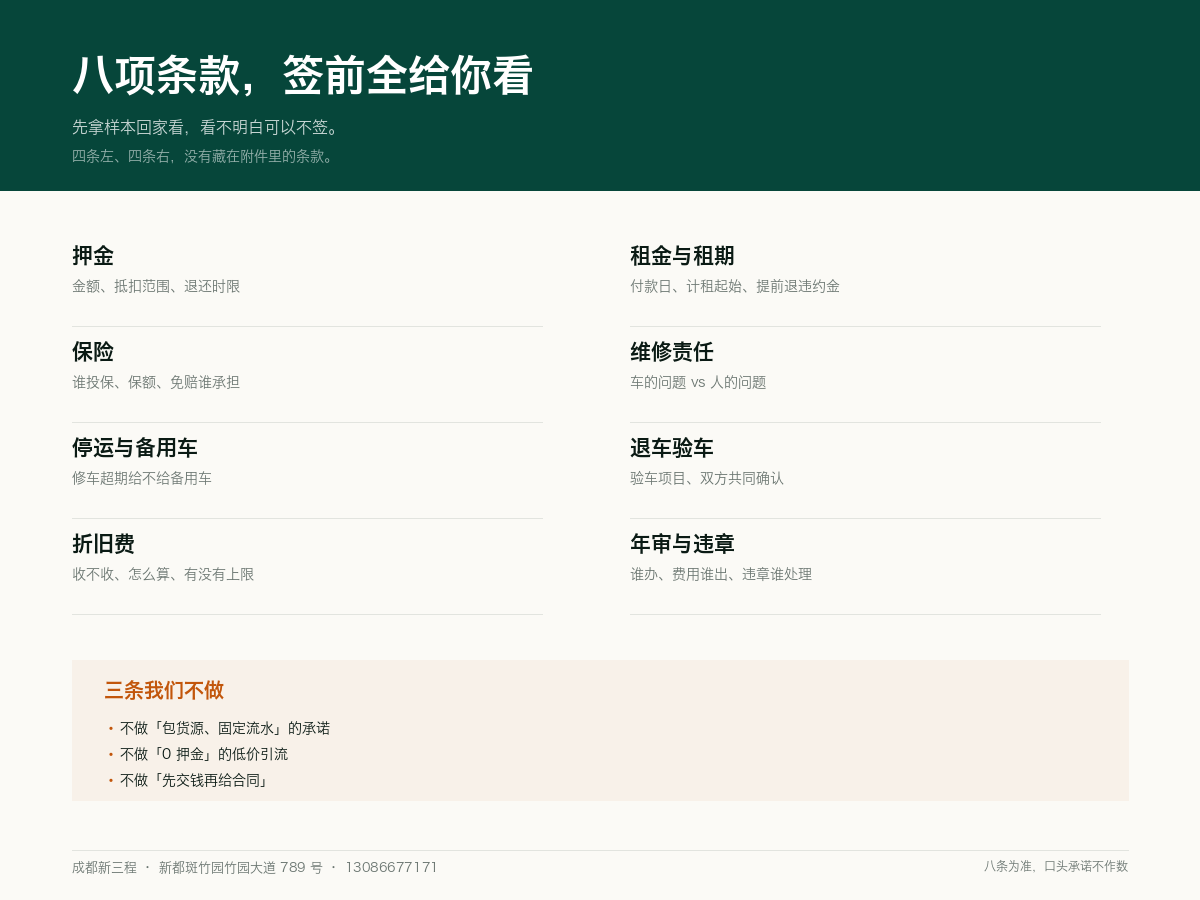 八项条款，签前全给你看
先拿样本回家看，看不明白可以不签。
四条左、四条右，没有藏在附件里的条款。
押金
金额、抵扣范围、退还时限
租金与租期
付款日、计租起始、提前退违约金
保险
谁投保、保额、免赔谁承担
维修责任
车的问题 vs 人的问题
停运与备用车
修车超期给不给备用车
退车验车
验车项目、双方共同确认
折旧费
收不收、怎么算、有没有上限
年审与违章
谁办、费用谁出、违章谁处理
三条我们不做
· 不做「包货源、固定流水」的承诺
· 不做「0 押金」的低价引流
· 不做「先交钱再给合同」
成都新三程 · 新都斑竹园竹园大道 789 号 · 13086677171
八条为准，口头承诺不作数